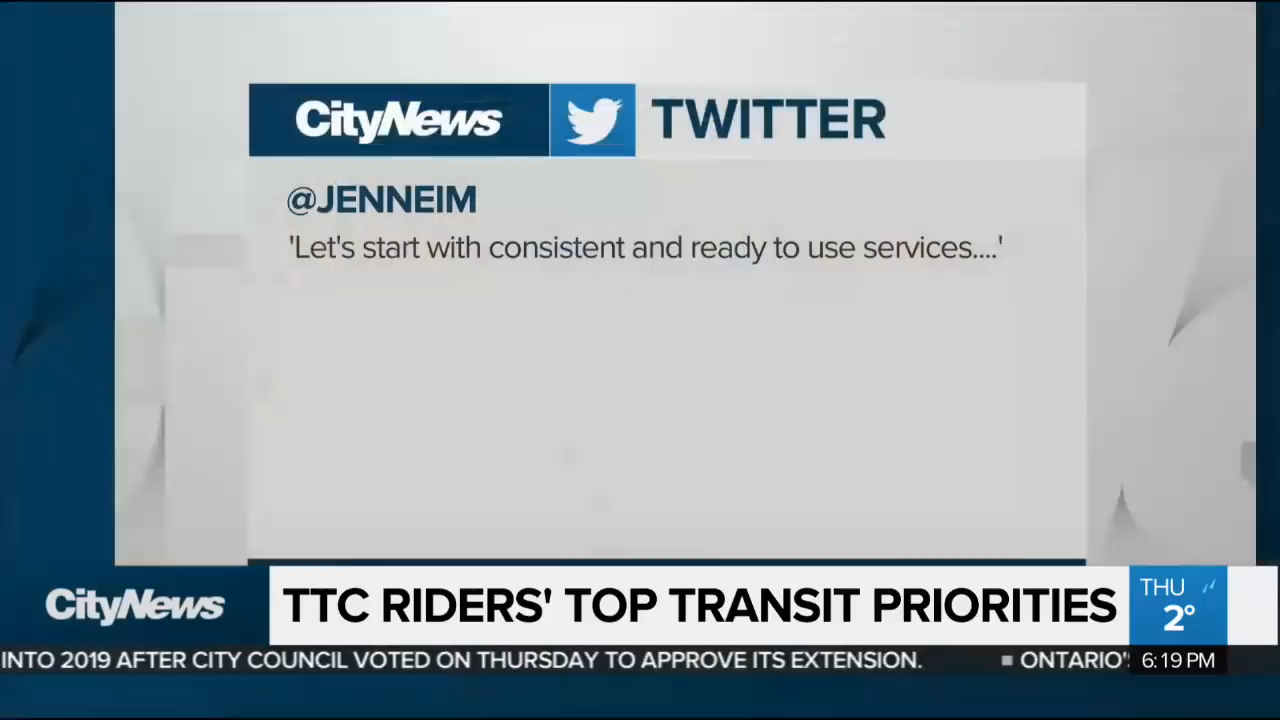 CityNews TWITTER
@JENNEIM
'Let's start with consistent and ready to use services....'
CityNews TTC RIDERS' TOP TRANSIT PRIORITIES THU 2°
INTO 2019 AFTER CITY COUNCIL VOTED ON THURSDAY TO APPROVE ITS EXTENSION. ■ ONTARIO'S 6:19 PM